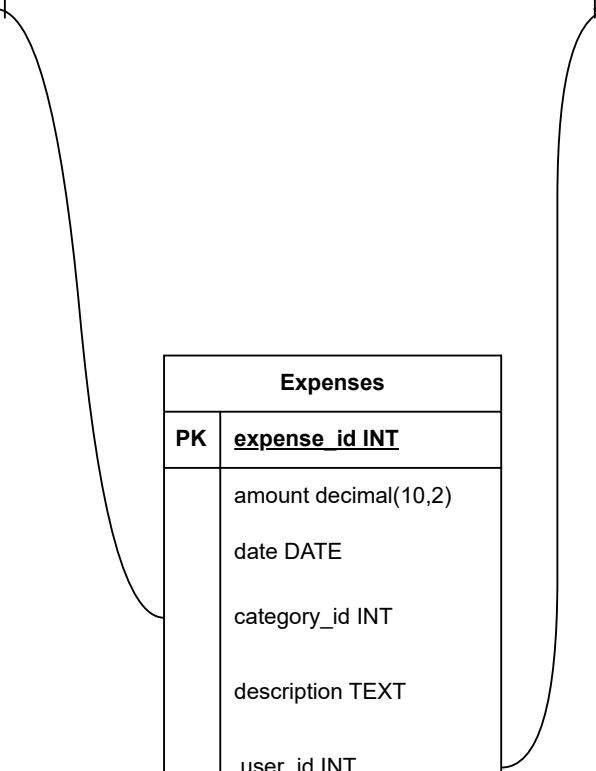 Expenses
PK expense_id INT
amount decimal(10,2)
date DATE
category_id INT
description TEXT
user_id INT